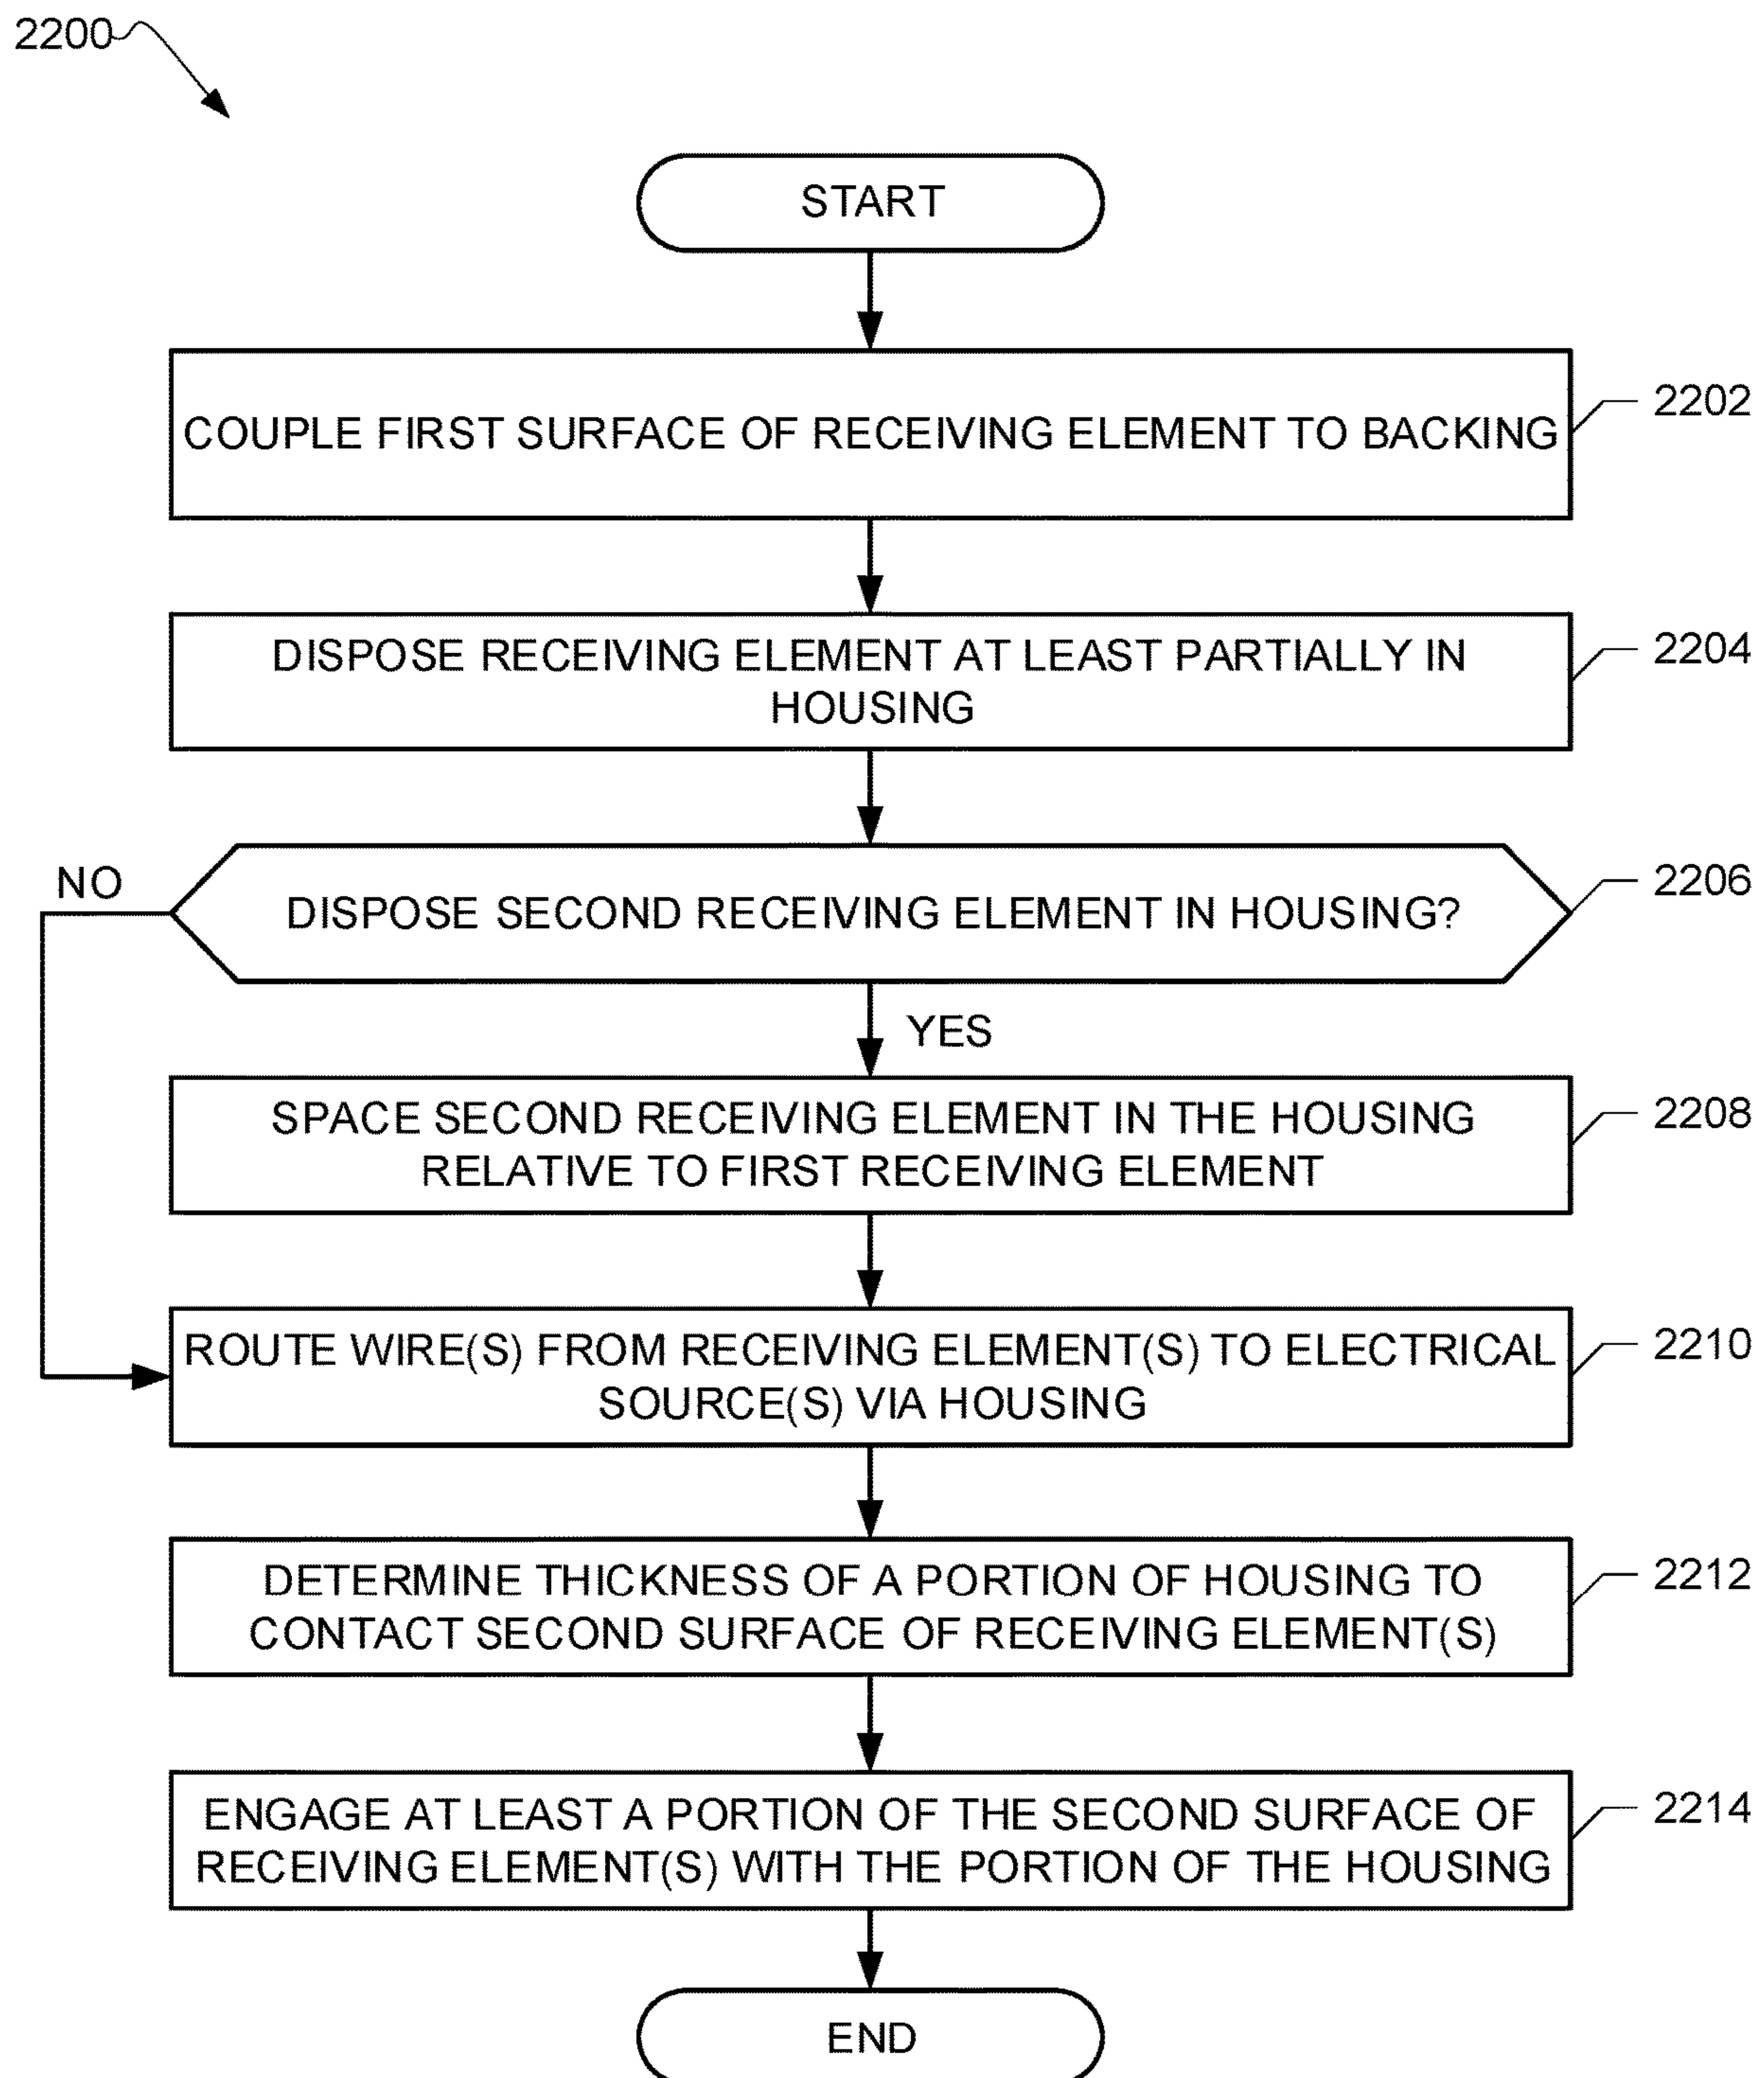 2200
START
COUPLE FIRST SURFACE OF RECEIVING ELEMENT TO BACKING
2202
DISPOSE RECEIVING ELEMENT AT LEAST PARTIALLY IN
HOUSING
2204
NO
DISPOSE SECOND RECEIVING ELEMENT IN HOUSING?
2206
YES
SPACE SECOND RECEIVING ELEMENT IN THE HOUSING
RELATIVE TO FIRST RECEIVING ELEMENT
2208
ROUTE WIRE(S) FROM RECEIVING ELEMENT(S) TO ELECTRICAL
SOURCE(S) VIA HOUSING
2210
DETERMINE THICKNESS OF A PORTION OF HOUSING TO
CONTACT SECOND SURFACE OF RECEIVING ELEMENT(S)
2212
ENGAGE AT LEAST A PORTION OF THE SECOND SURFACE OF
RECEIVING ELEMENT(S) WITH THE PORTION OF THE HOUSING
2214
END